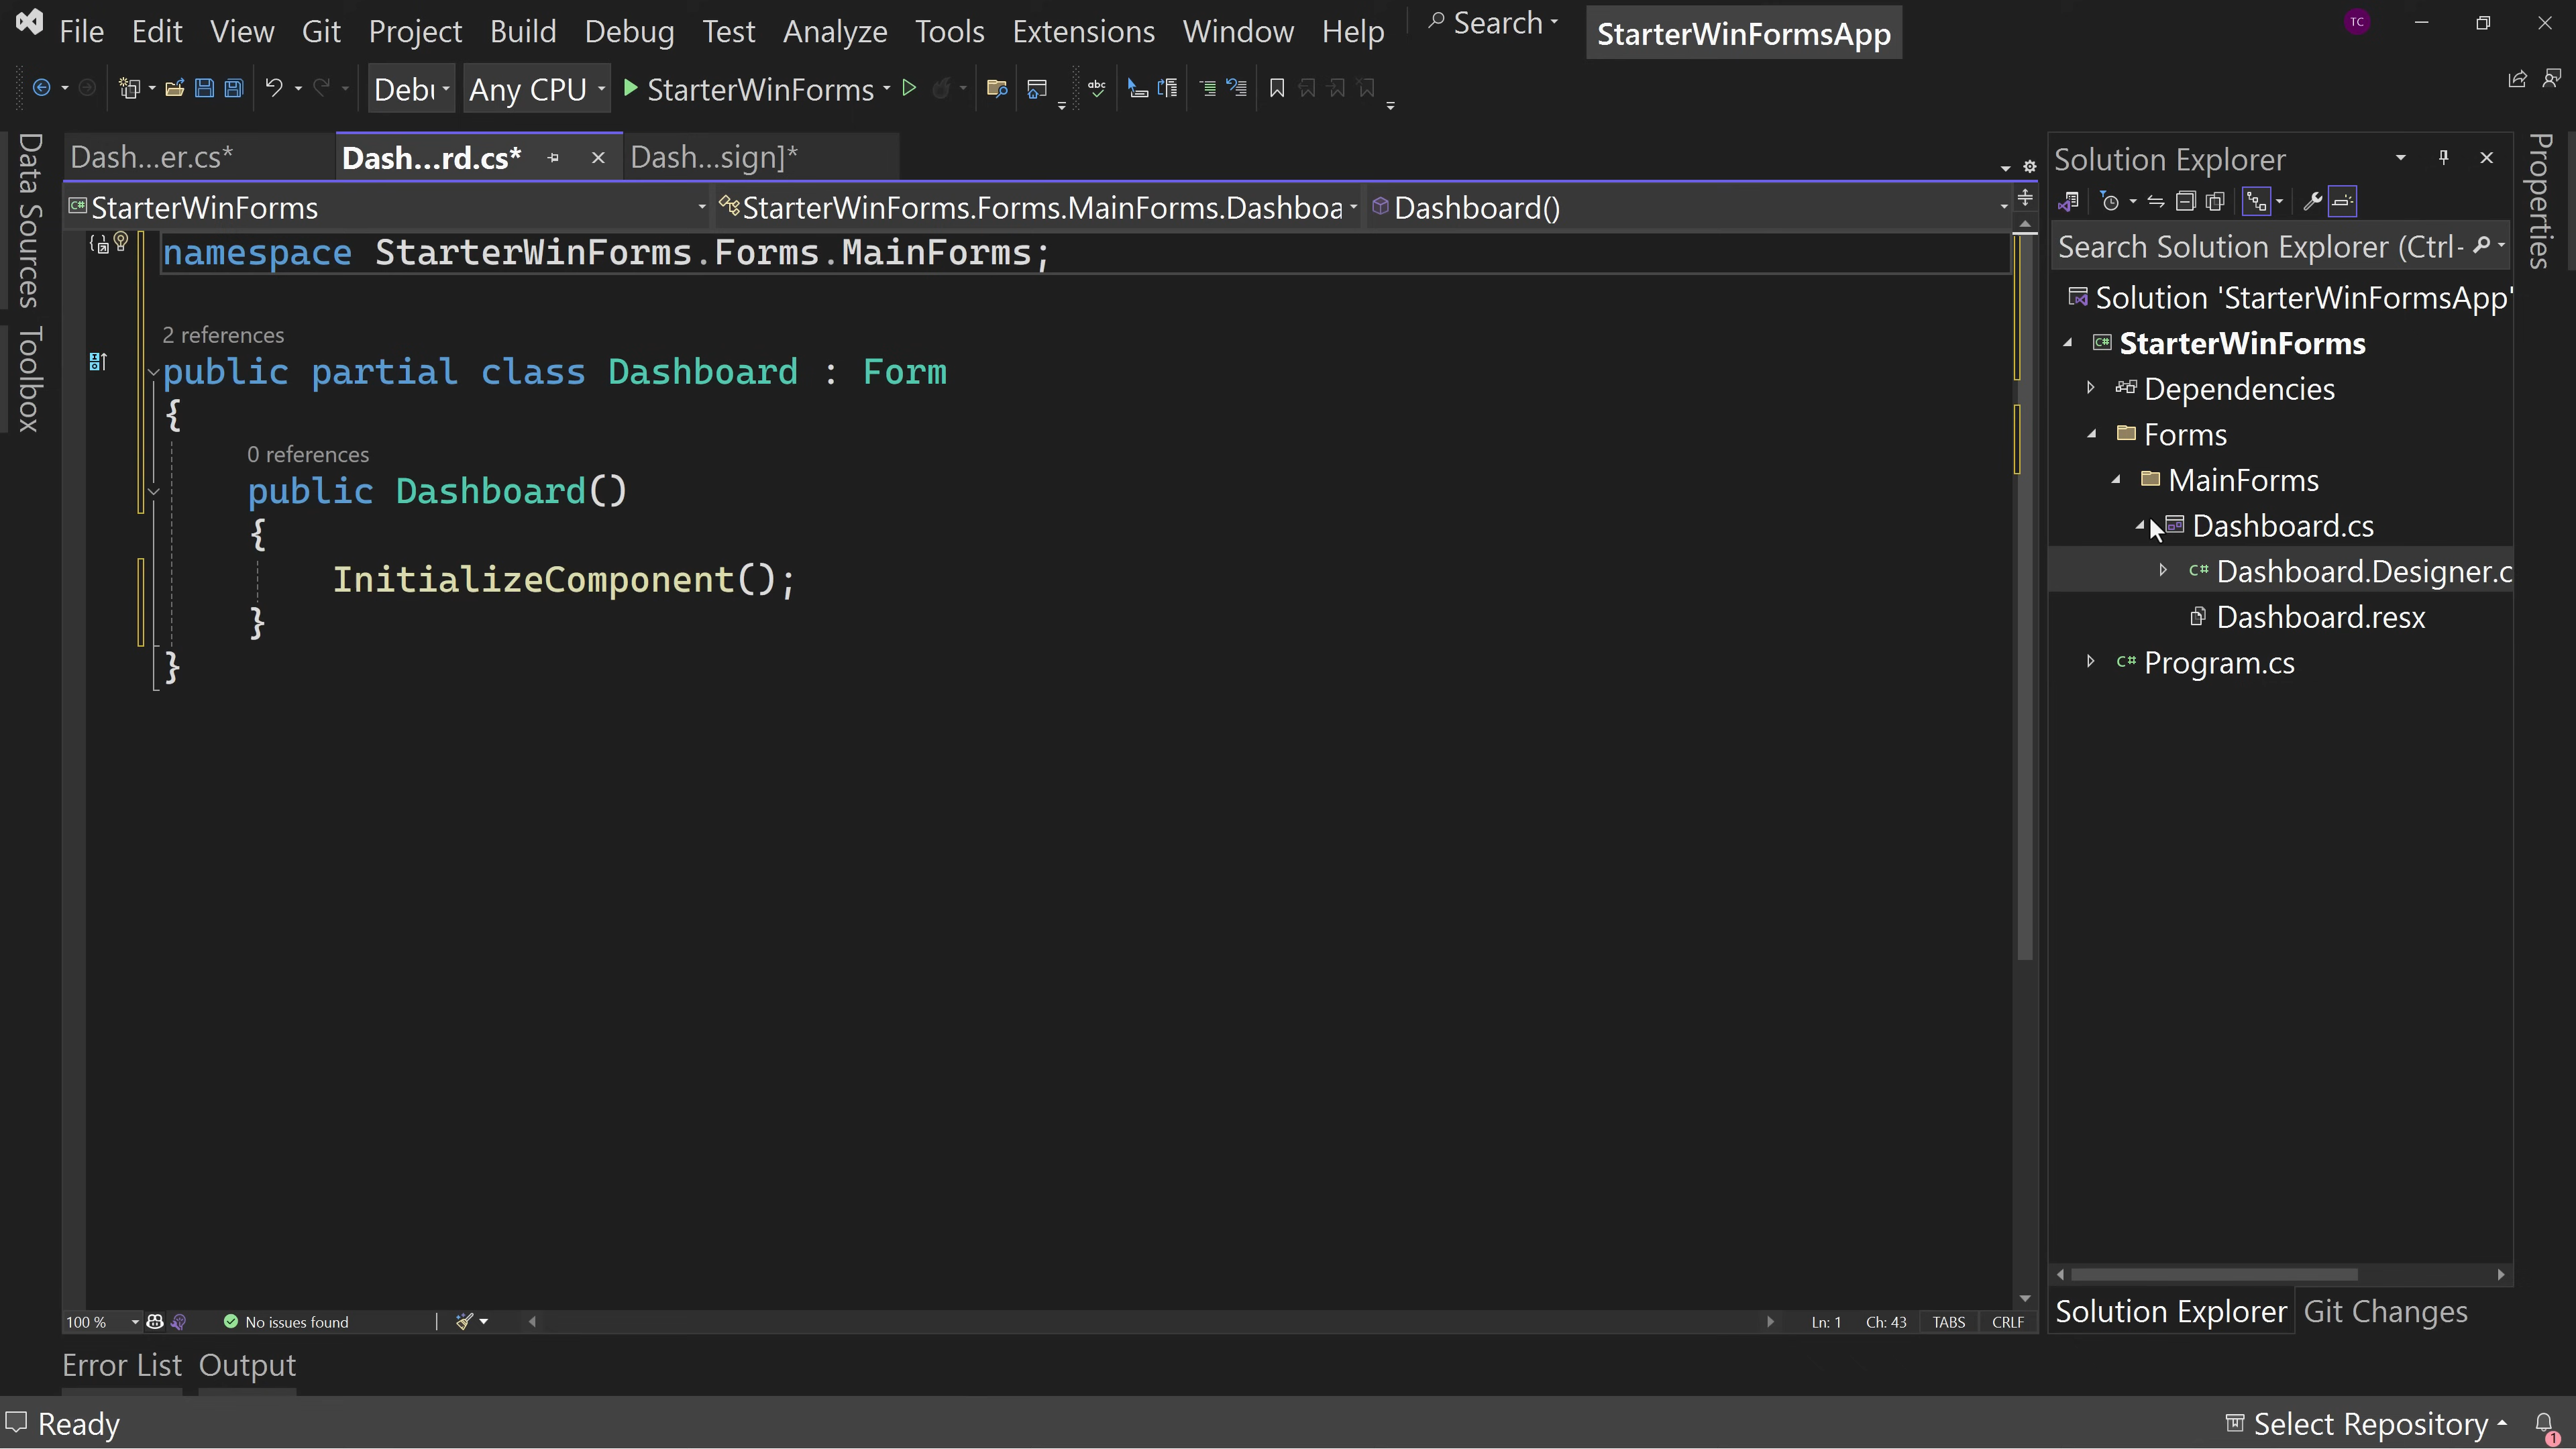 File Edit View Git Project Build Debug Test Analyze Tools Extensions Window Help Search StarterWinFormsApp TC
Debu Any CPU StarterWinForms
Dash...er.cs* Dash...rd.cs* Dash...sign]*
StarterWinForms StarterWinForms.Forms.MainForms.Dashboa Dashboard()
namespace StarterWinForms.Forms.MainForms;
2 references
public partial class Dashboard : Form
{
0 references
public Dashboard()
{
InitializeComponent();
}
}
Data Sources
Toolbox
Solution Explorer
Search Solution Explorer (Ctrl-
Solution 'StarterWinFormsApp'
StarterWinForms
Dependencies
Forms
MainForms
Dashboard.cs
C# Dashboard.Designer.c
Dashboard.resx
C# Program.cs
Properties
100 % No issues found Ln: 1 Ch: 43 TABS CRLF
Solution Explorer Git Changes
Error List Output
Ready Select Repository 1